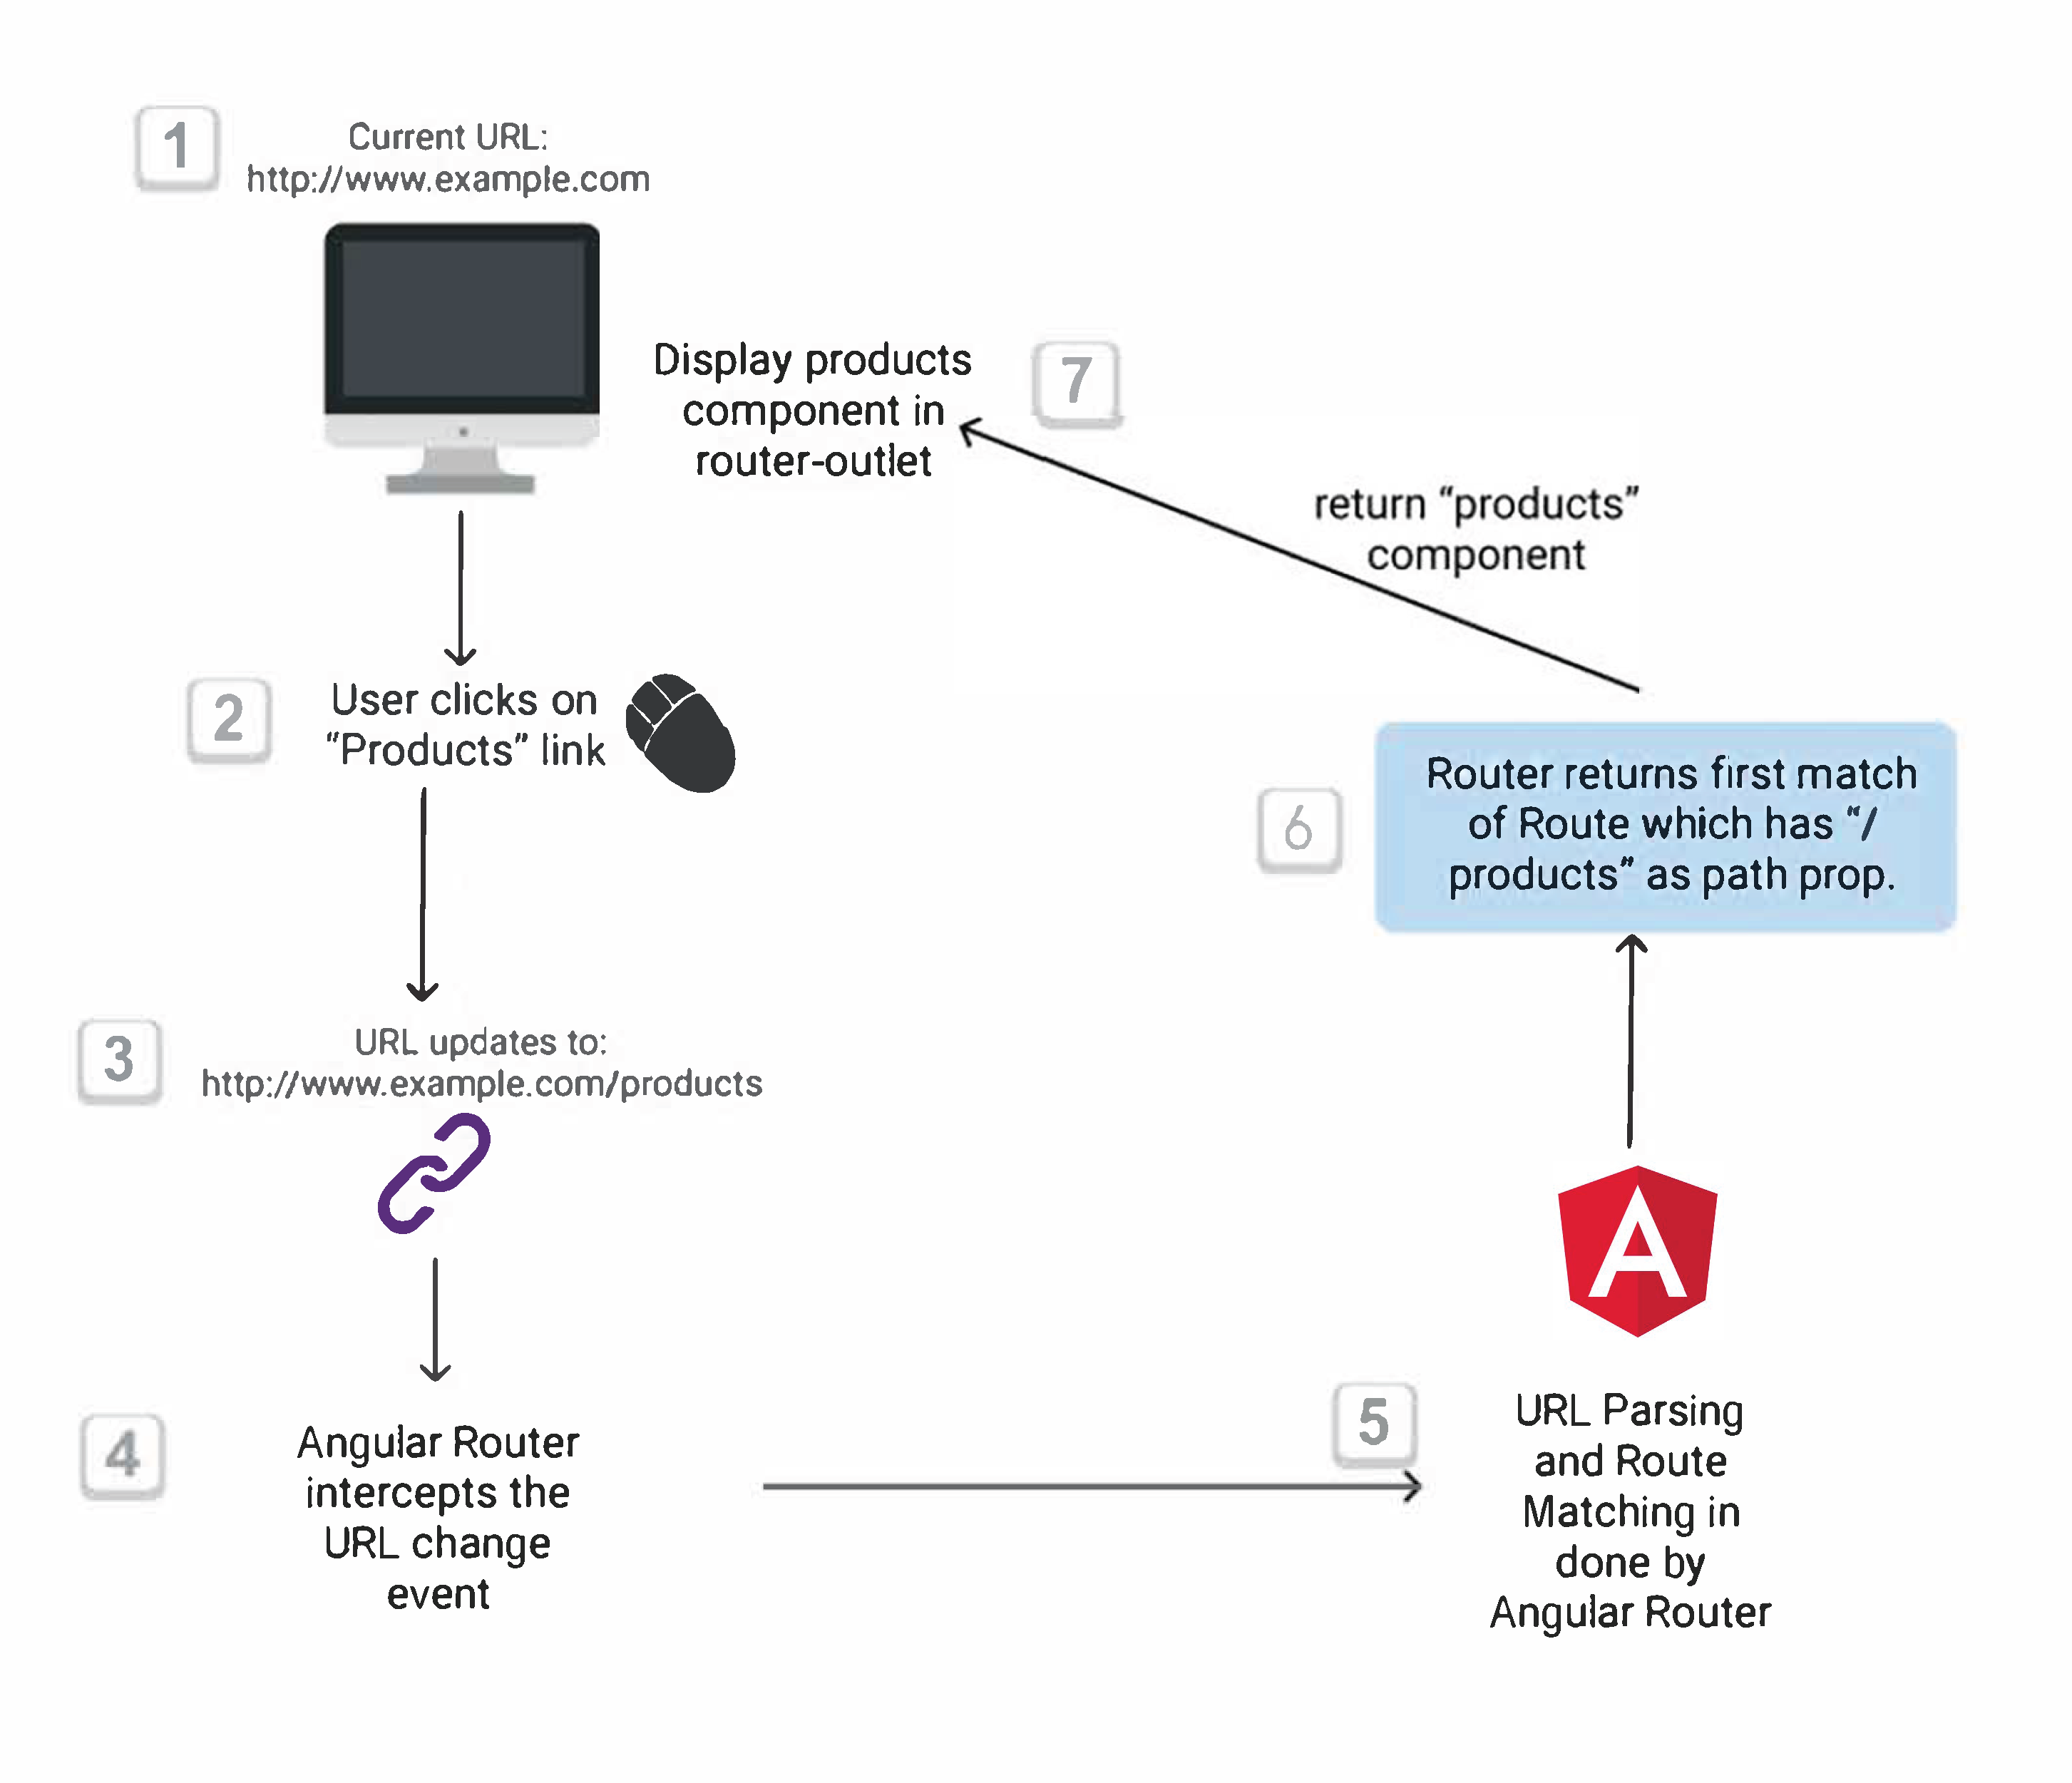 1
Current URL:
http://www.example.com
Display products
component in
router-outlet
7
return “products”
component
2
User clicks on
“Products” link
6
Router returns first match
of Route which has “/
products” as path prop.
3
URL updates to:
http://www.example.com/products
A
4
Angular Router
intercepts the
URL change
event
5
URL Parsing
and Route
Matching in
done by
Angular Router